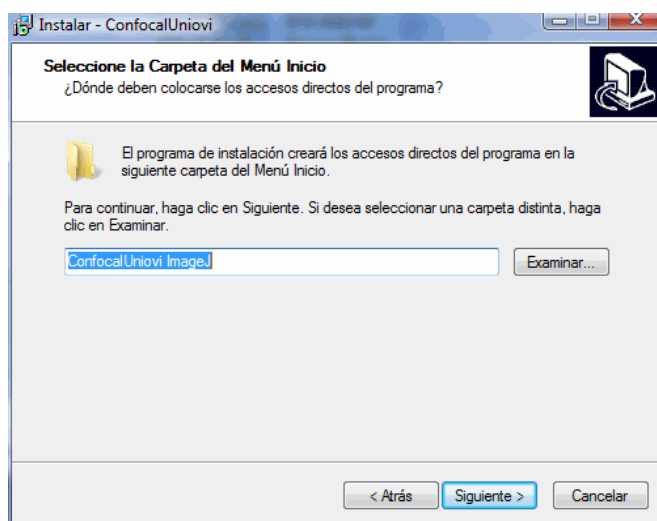 Instalar - ConfocalUniovi
Seleccione la Carpeta del Menú Inicio
¿Dónde deben colocarse los accesos directos del programa?
El programa de instalación creará los accesos directos del programa en la
siguiente carpeta del Menú Inicio.
Para continuar, haga clic en Siguiente. Si desea seleccionar una carpeta distinta, haga
clic en Examinar.
ConfocalUniovi ImageJ
Examinar...
< Atrás
Siguiente >
Cancelar